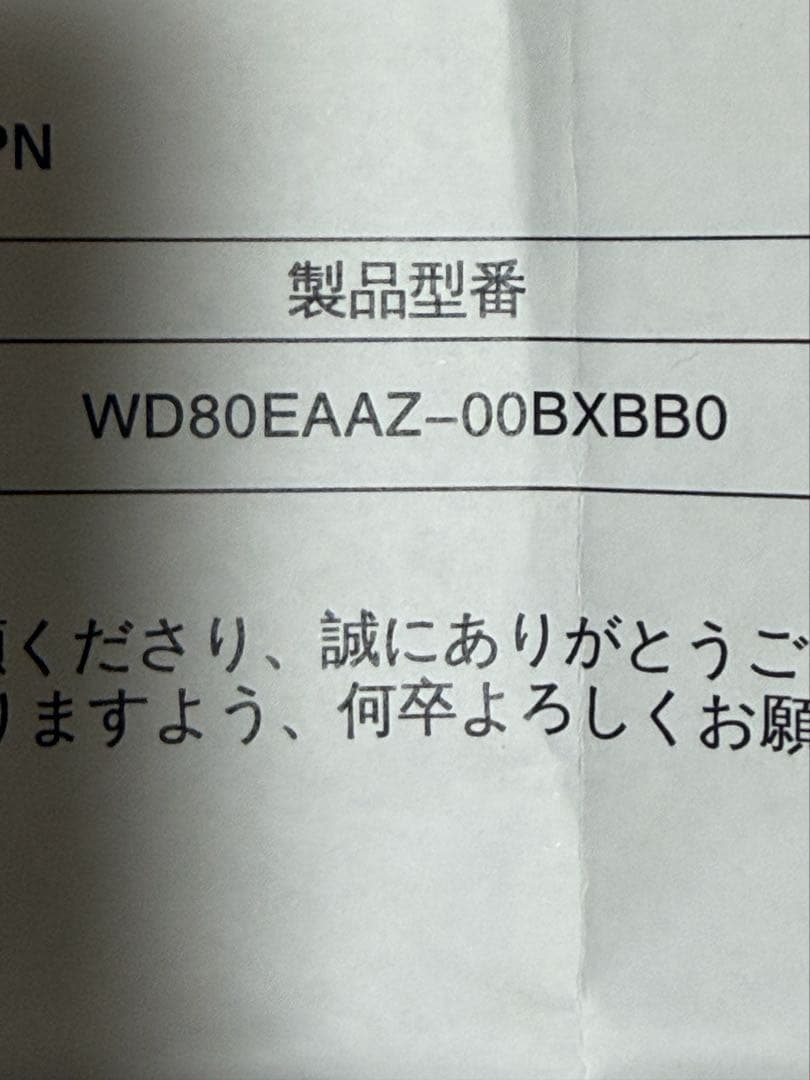 PN
製品型番
WD80EAAZ-00BXBB0
頂くださり、誠にありがとうご
りますよう、何卒よろしくお願